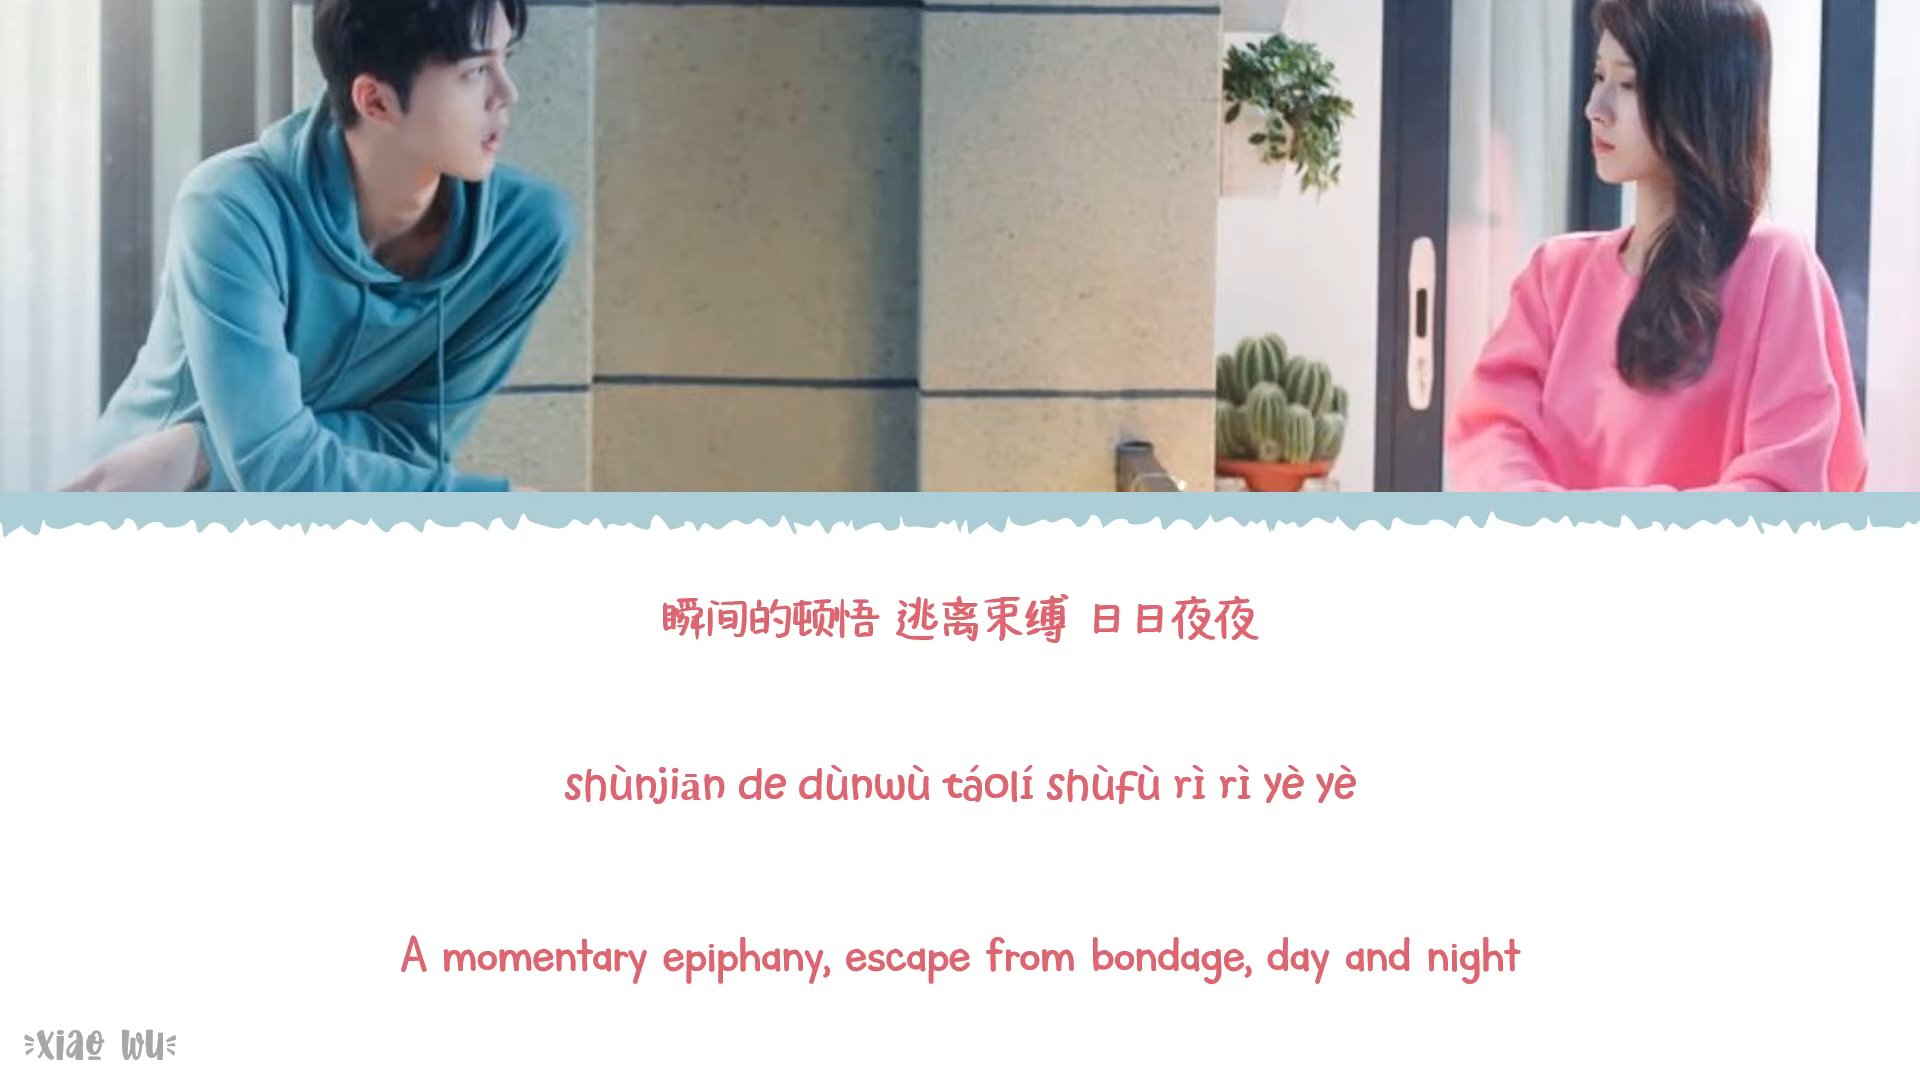 瞬间的顿悟 逃离束缚 日日夜夜
shùnjiān de dùnwù táolí shùfù rì rì yè yè
A momentary epiphany, escape from bondage, day and night
xiao wu